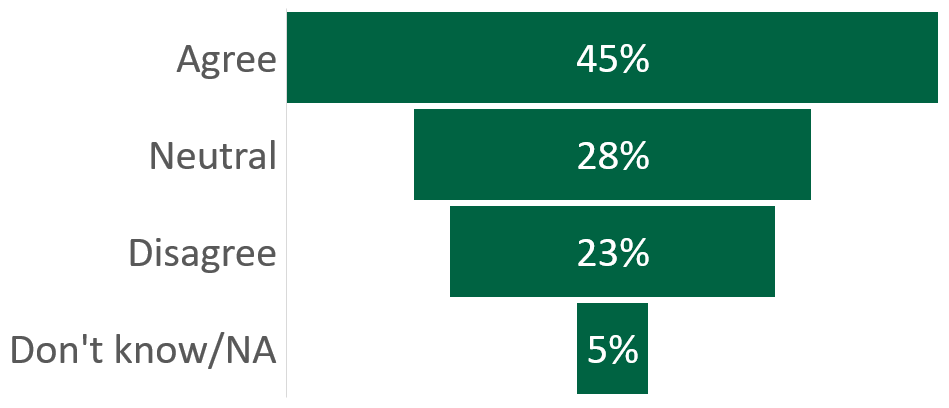 Agree 45%
Neutral 28%
Disagree 23%
Don't know/NA 5%